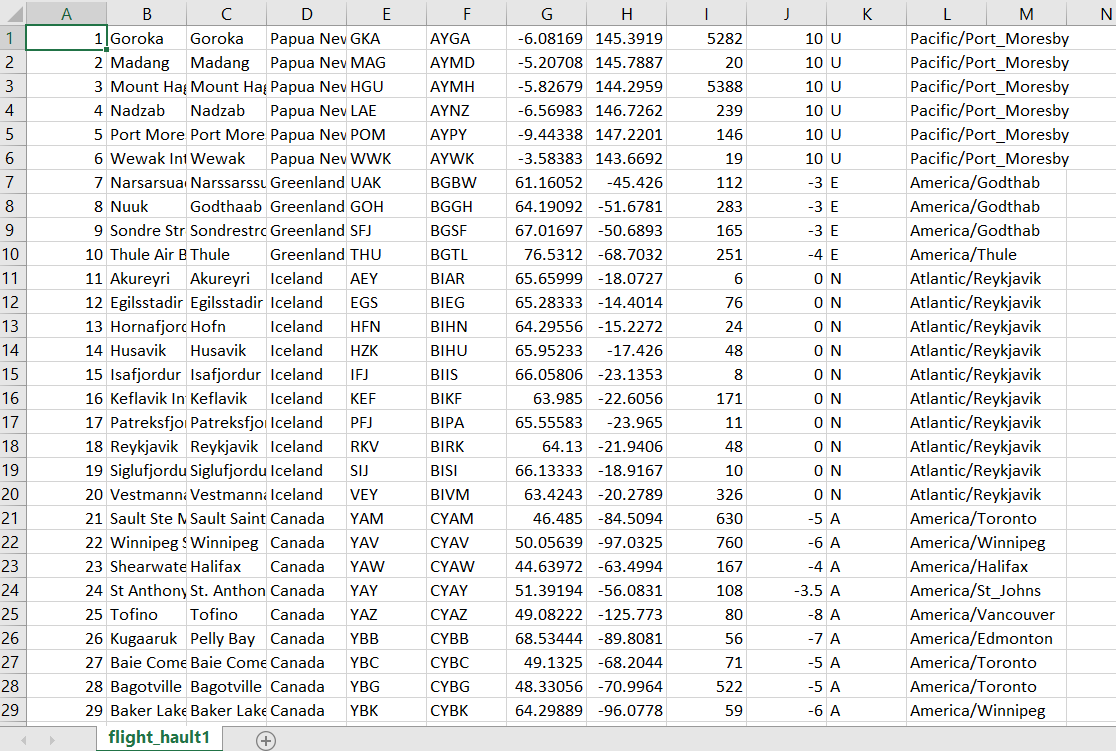 A B C D E F G H I J K L M N
1 1 Goroka Goroka Papua New GKA AYGA -6.08169 145.3919 5282 10 U Pacific/Port_Moresby
2 2 Madang Madang Papua New MAG AYMD -5.20708 145.7887 20 10 U Pacific/Port_Moresby
3 3 Mount Hag Mount Hag Papua New HGU AYMH -5.82679 144.2959 5388 10 U Pacific/Port_Moresby
4 4 Nadzab Nadzab Papua New LAE AYNZ -6.56983 146.7262 239 10 U Pacific/Port_Moresby
5 5 Port More Port More Papua New POM AYPY -9.44338 147.2201 146 10 U Pacific/Port_Moresby
6 6 Wewak Int Wewak Papua New WWK AYWK -3.58383 143.6692 19 10 U Pacific/Port_Moresby
7 7 Narsarsua Narssarssu Greenland UAK BGBW 61.16052 -45.426 112 -3 E America/Godthab
8 8 Nuuk Godthaab Greenland GOH BGGH 64.19092 -51.6781 283 -3 E America/Godthab
9 9 Sondre Str Sondrestro Greenland SFJ BGSF 67.01697 -50.6893 165 -3 E America/Godthab
10 10 Thule Air B Thule Greenland THU BGTL 76.5312 -68.7032 251 -4 E America/Thule
11 11 Akureyri Akureyri Iceland AEY BIAR 65.65999 -18.0727 6 0 N Atlantic/Reykjavik
12 12 Egilsstadir Egilsstadir Iceland EGS BIEG 65.28333 -14.4014 76 0 N Atlantic/Reykjavik
13 13 Hornafjord Hofn Iceland HFN BIHN 64.29556 -15.2272 24 0 N Atlantic/Reykjavik
14 14 Husavik Husavik Iceland HZK BIHU 65.95233 -17.426 48 0 N Atlantic/Reykjavik
15 15 Isafjordur Isafjordur Iceland IFJ BIIS 66.05806 -23.1353 8 0 N Atlantic/Reykjavik
16 16 Keflavik In Keflavik Iceland KEF BIKF 63.985 -22.6056 171 0 N Atlantic/Reykjavik
17 17 Patreksfjo Patreksfjo Iceland PFJ BIPA 65.55583 -23.965 11 0 N Atlantic/Reykjavik
18 18 Reykjavik Reykjavik Iceland RKV BIRK 64.13 -21.9406 48 0 N Atlantic/Reykjavik
19 19 Siglufjordu Siglufjordu Iceland SIJ BISI 66.13333 -18.9167 10 0 N Atlantic/Reykjavik
20 20 Vestmanna Vestmanna Iceland VEY BIVM 63.4243 -20.2789 326 0 N Atlantic/Reykjavik
21 21 Sault Ste M Sault Saint Canada YAM CYAM 46.485 -84.5094 630 -5 A America/Toronto
22 22 Winnipeg S Winnipeg Canada YAV CYAV 50.05639 -97.0325 760 -6 A America/Winnipeg
23 23 Shearwate Halifax Canada YAW CYAW 44.63972 -63.4994 167 -4 A America/Halifax
24 24 St Anthony St. Anthon Canada YAY CYAY 51.39194 -56.0831 108 -3.5 A America/St_Johns
25 25 Tofino Tofino Canada YAZ CYAZ 49.08222 -125.773 80 -8 A America/Vancouver
26 26 Kugaaruk Pelly Bay Canada YBB CYBB 68.53444 -89.8081 56 -7 A America/Edmonton
27 27 Baie Come Baie Come Canada YBC CYBC 49.1325 -68.2044 71 -5 A America/Toronto
28 28 Bagotville Bagotville Canada YBG CYBG 48.33056 -70.9964 522 -5 A America/Toronto
29 29 Baker Lake Baker Lake Canada YBK CYBK 64.29889 -96.0778 59 -6 A America/Winnipeg
flight_hault1